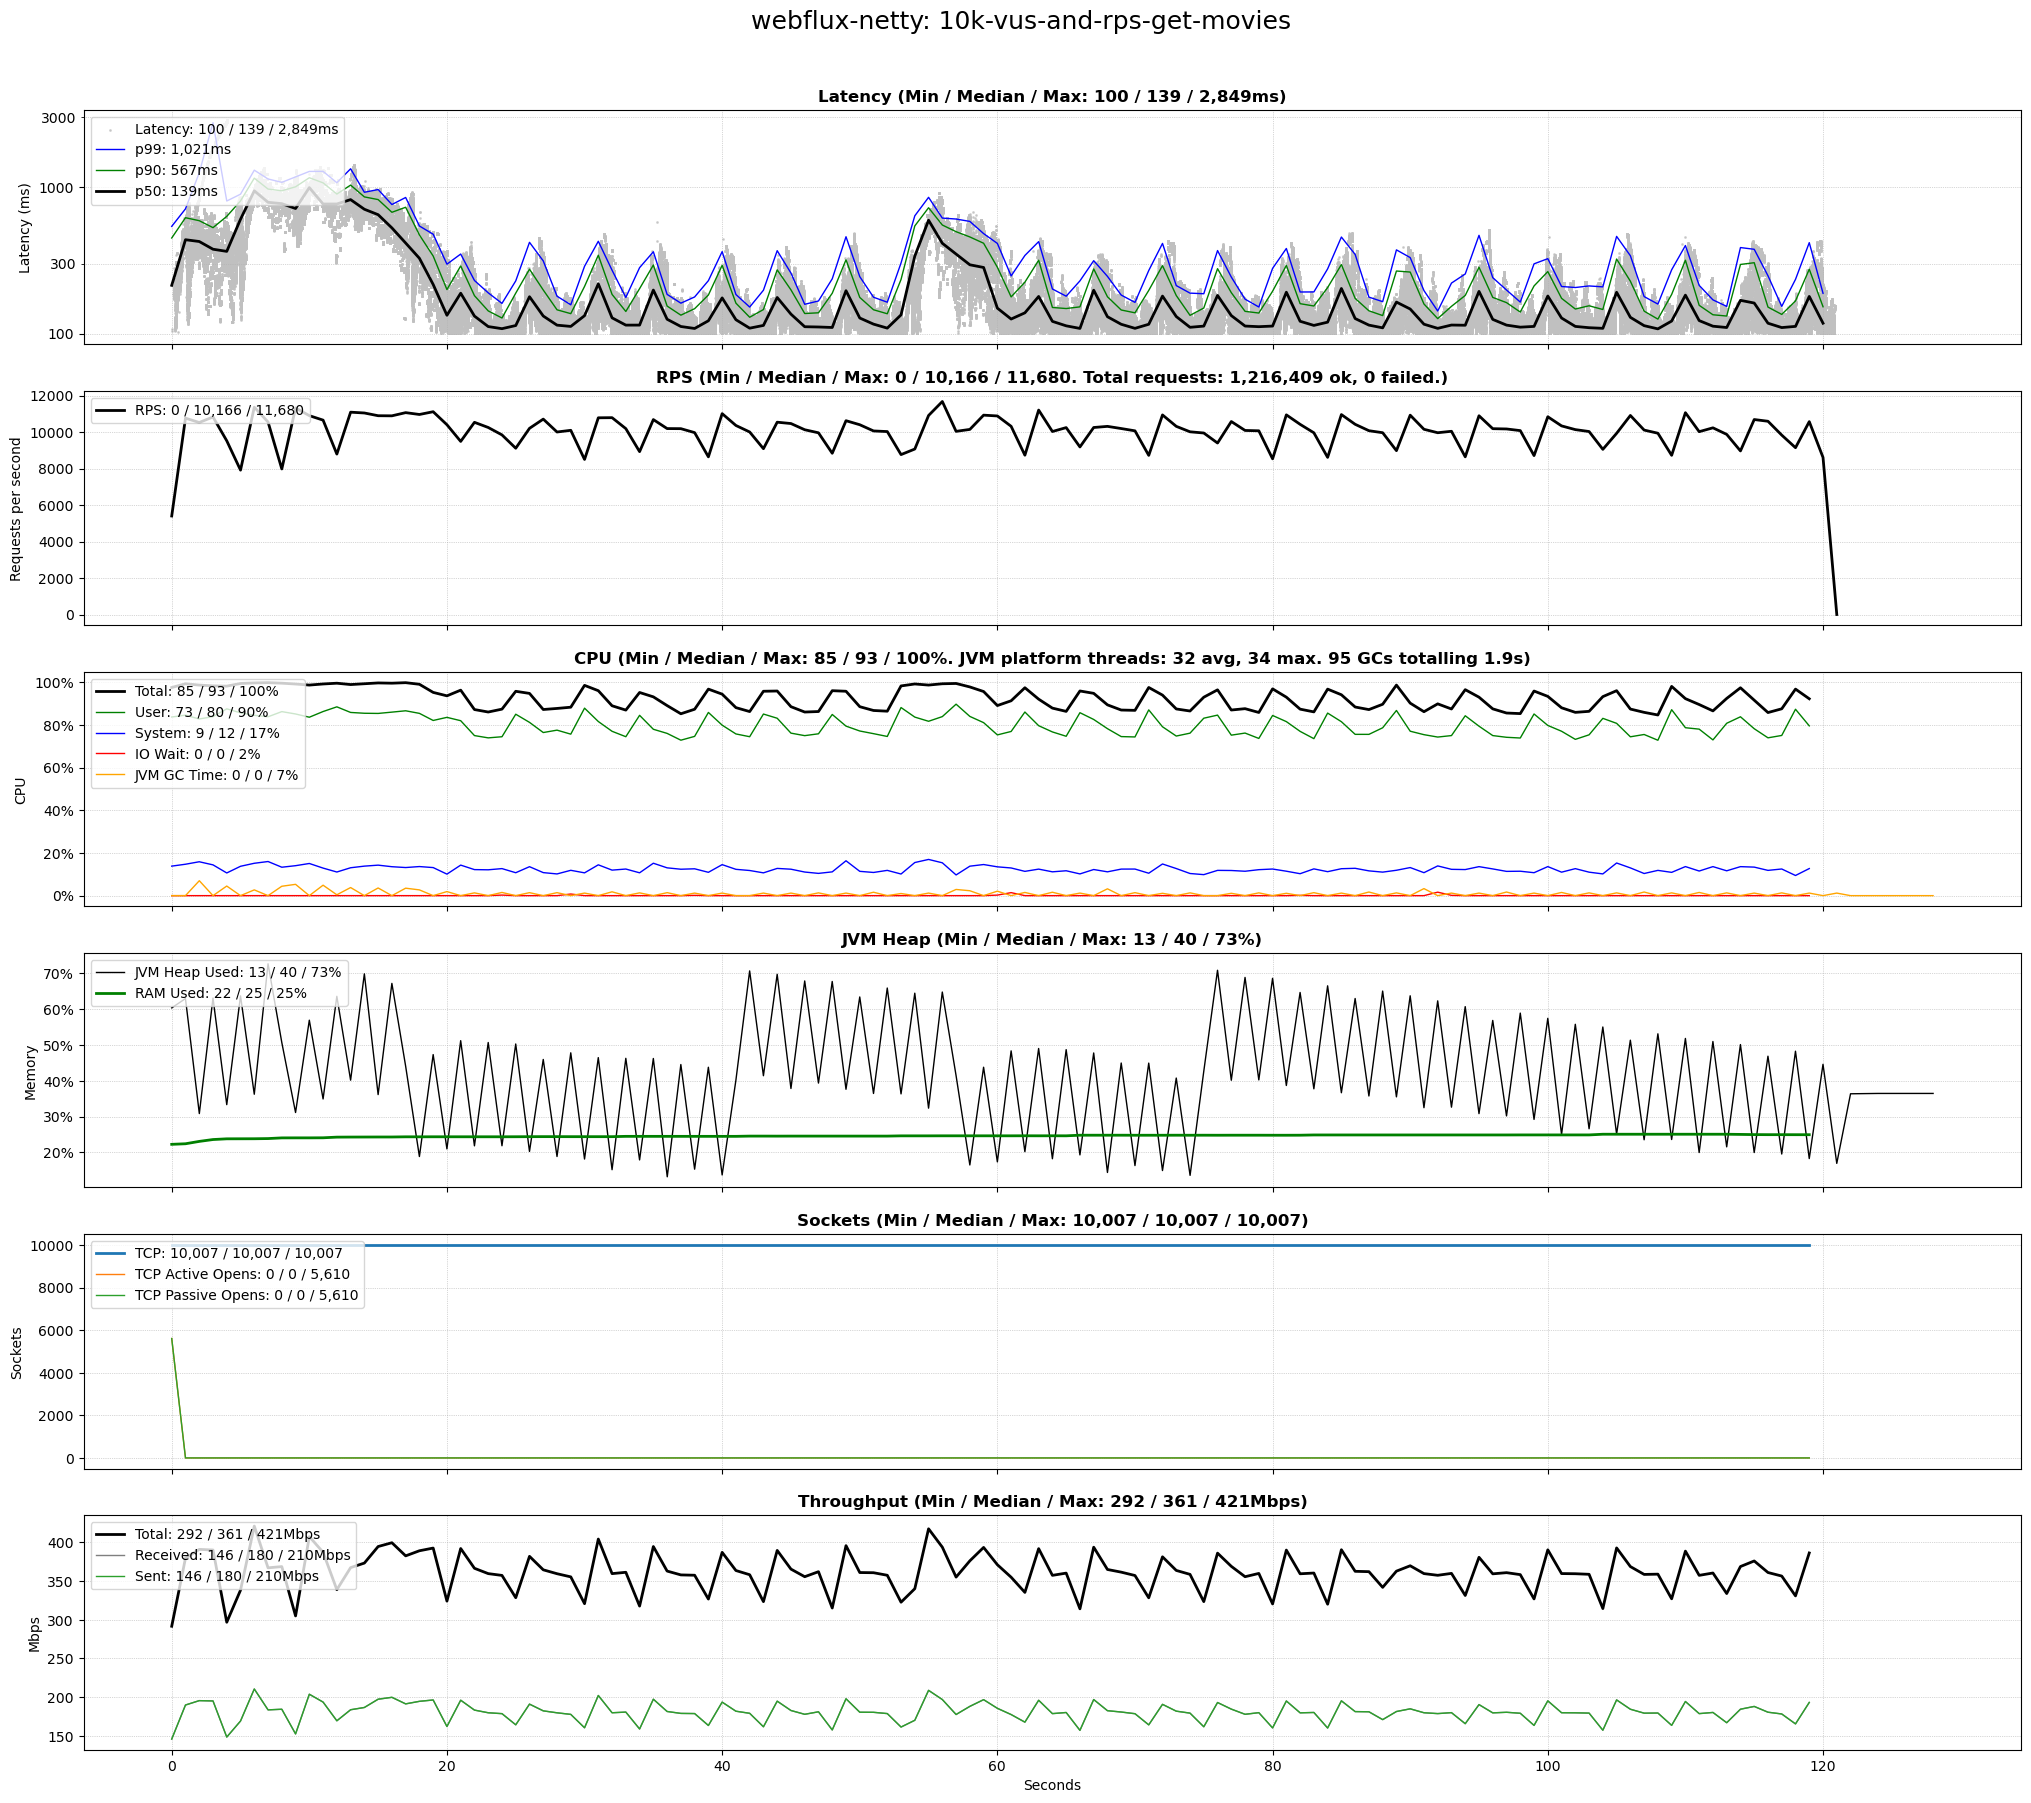 webflux-netty: 10k-vus-and-rps-get-movies
Latency (Min / Median / Max: 100 / 139 / 2,849ms)
3000
1000
300
100
Latency (ms)
Latency: 100 / 139 / 2,849ms
p99: 1,021ms
p90: 567ms
p50: 139ms
RPS (Min / Median / Max: 0 / 10,166 / 11,680. Total requests: 1,216,409 ok, 0 failed.)
12000
10000
8000
6000
4000
2000
0
Requests per second
RPS: 0 / 10,166 / 11,680
CPU (Min / Median / Max: 85 / 93 / 100%. JVM platform threads: 32 avg, 34 max. 95 GCs totalling 1.9s)
100%
80%
60%
40%
20%
0%
CPU
Total: 85 / 93 / 100%
User: 73 / 80 / 90%
System: 9 / 12 / 17%
IO Wait: 0 / 0 / 2%
JVM GC Time: 0 / 0 / 7%
JVM Heap (Min / Median / Max: 13 / 40 / 73%)
70%
60%
50%
40%
30%
20%
Memory
JVM Heap Used: 13 / 40 / 73%
RAM Used: 22 / 25 / 25%
Sockets (Min / Median / Max: 10,007 / 10,007 / 10,007)
10000
8000
6000
4000
2000
0
Sockets
TCP: 10,007 / 10,007 / 10,007
TCP Active Opens: 0 / 0 / 5,610
TCP Passive Opens: 0 / 0 / 5,610
Throughput (Min / Median / Max: 292 / 361 / 421Mbps)
400
350
300
250
200
150
Mbps
Total: 292 / 361 / 421Mbps
Received: 146 / 180 / 210Mbps
Sent: 146 / 180 / 210Mbps
0 20 40 60 80 100 120
Seconds